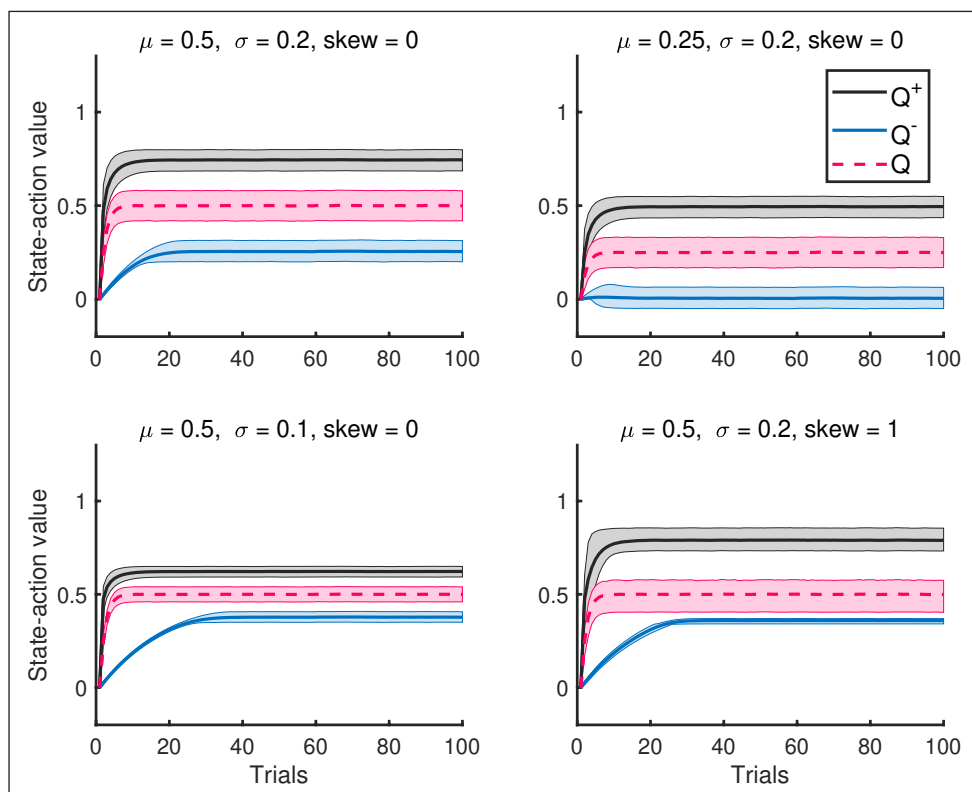 μ = 0.5, σ = 0.2, skew = 0
μ = 0.25, σ = 0.2, skew = 0
State-action value
1
0.5
0
0 20 40 60 80 100
1
0.5
0
0 20 40 60 80 100
Q⁺
Q⁻
Q
μ = 0.5, σ = 0.1, skew = 0
μ = 0.5, σ = 0.2, skew = 1
State-action value
1
0.5
0
0 20 40 60 80 100
Trials
1
0.5
0
0 20 40 60 80 100
Trials